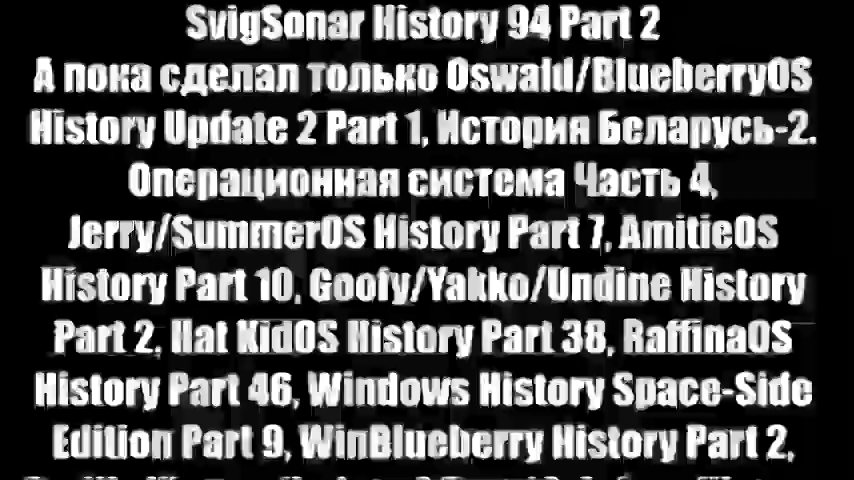 SvigSonar History 94 Part 2
А пока сделал только Oswald/BlueberryOS
History Update 2 Part 1, История Беларусь-2.
Операционная система Часть 4,
Jerry/SummerOS History Part 7, AmitieOS
History Part 10, Goofy/Yakko/Undine History
Part 2, Hat KidOS History Part 38, RaffinaOS
History Part 46, Windows History Space-Side
Edition Part 9, WinBlueberry History Part 2,